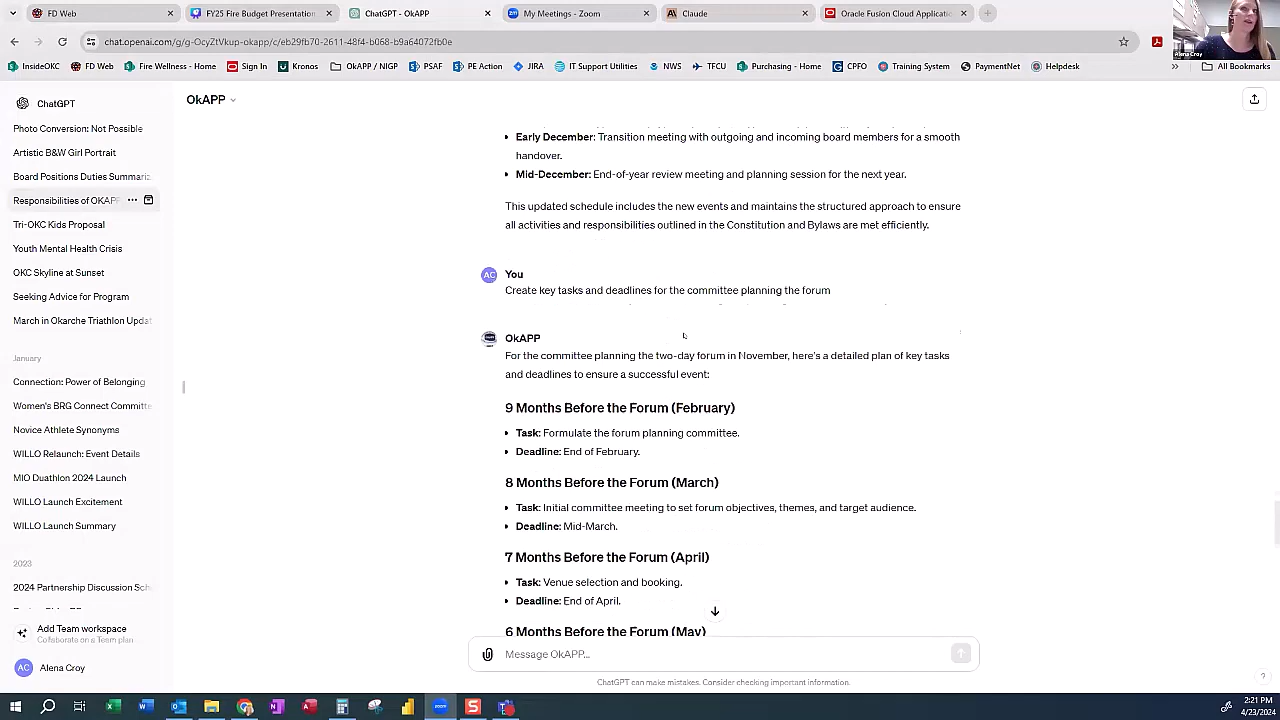 FD Web
FY25 Fire Budget Presentation
ChatGPT - OkAPP
My Meetings - Zoom
Claude
Oracle Fusion Cloud Applicatio
chat.openai.com/g/g-OcyZtVkup-okapp/c/eb29fb70-2611-48f4-b068-b9a64072fb0e
Alena Croy
InsideOKC FD Web Fire Wellness - Home Sign In Kronos OkAPP / NIGP PSAF PE Action JIRA IT Support Utilities NWS TFCU Purchasing - Home CPFO Training System PaymentNet Helpdesk » All Bookmarks
ChatGPT
Photo Conversion: Not Possible
Artistic B&W Girl Portrait
Board Positions Duties Summariz
Responsibilities of OKAPP
Tri-OKC Kids Proposal
Youth Mental Health Crisis
OKC Skyline at Sunset
Seeking Advice for Program
March in Okarche Triathlon Updat
January
Connection: Power of Belonging
Women's BRG Connect Committe
Novice Athlete Synonyms
WILLO Relaunch: Event Details
MIO Duathlon 2024 Launch
WILLO Launch Excitement
WILLO Launch Summary
2023
2024 Partnership Discussion Sch
Add Team workspace
Collaborate on a Team plan
AC Alena Croy
OkAPP
• Early December: Transition meeting with outgoing and incoming board members for a smooth
handover.
• Mid-December: End-of-year review meeting and planning session for the next year.
This updated schedule includes the new events and maintains the structured approach to ensure
all activities and responsibilities outlined in the Constitution and Bylaws are met efficiently.
AC You
Create key tasks and deadlines for the committee planning the forum
OkAPP
For the committee planning the two-day forum in November, here's a detailed plan of key tasks
and deadlines to ensure a successful event:
9 Months Before the Forum (February)
• Task: Formulate the forum planning committee.
• Deadline: End of February.
8 Months Before the Forum (March)
• Task: Initial committee meeting to set forum objectives, themes, and target audience.
• Deadline: Mid-March.
7 Months Before the Forum (April)
• Task: Venue selection and booking.
• Deadline: End of April.
6 Months Before the Forum (May)
Message OkAPP...
ChatGPT can make mistakes. Consider checking important information.
?
2:21 PM
4/23/2024